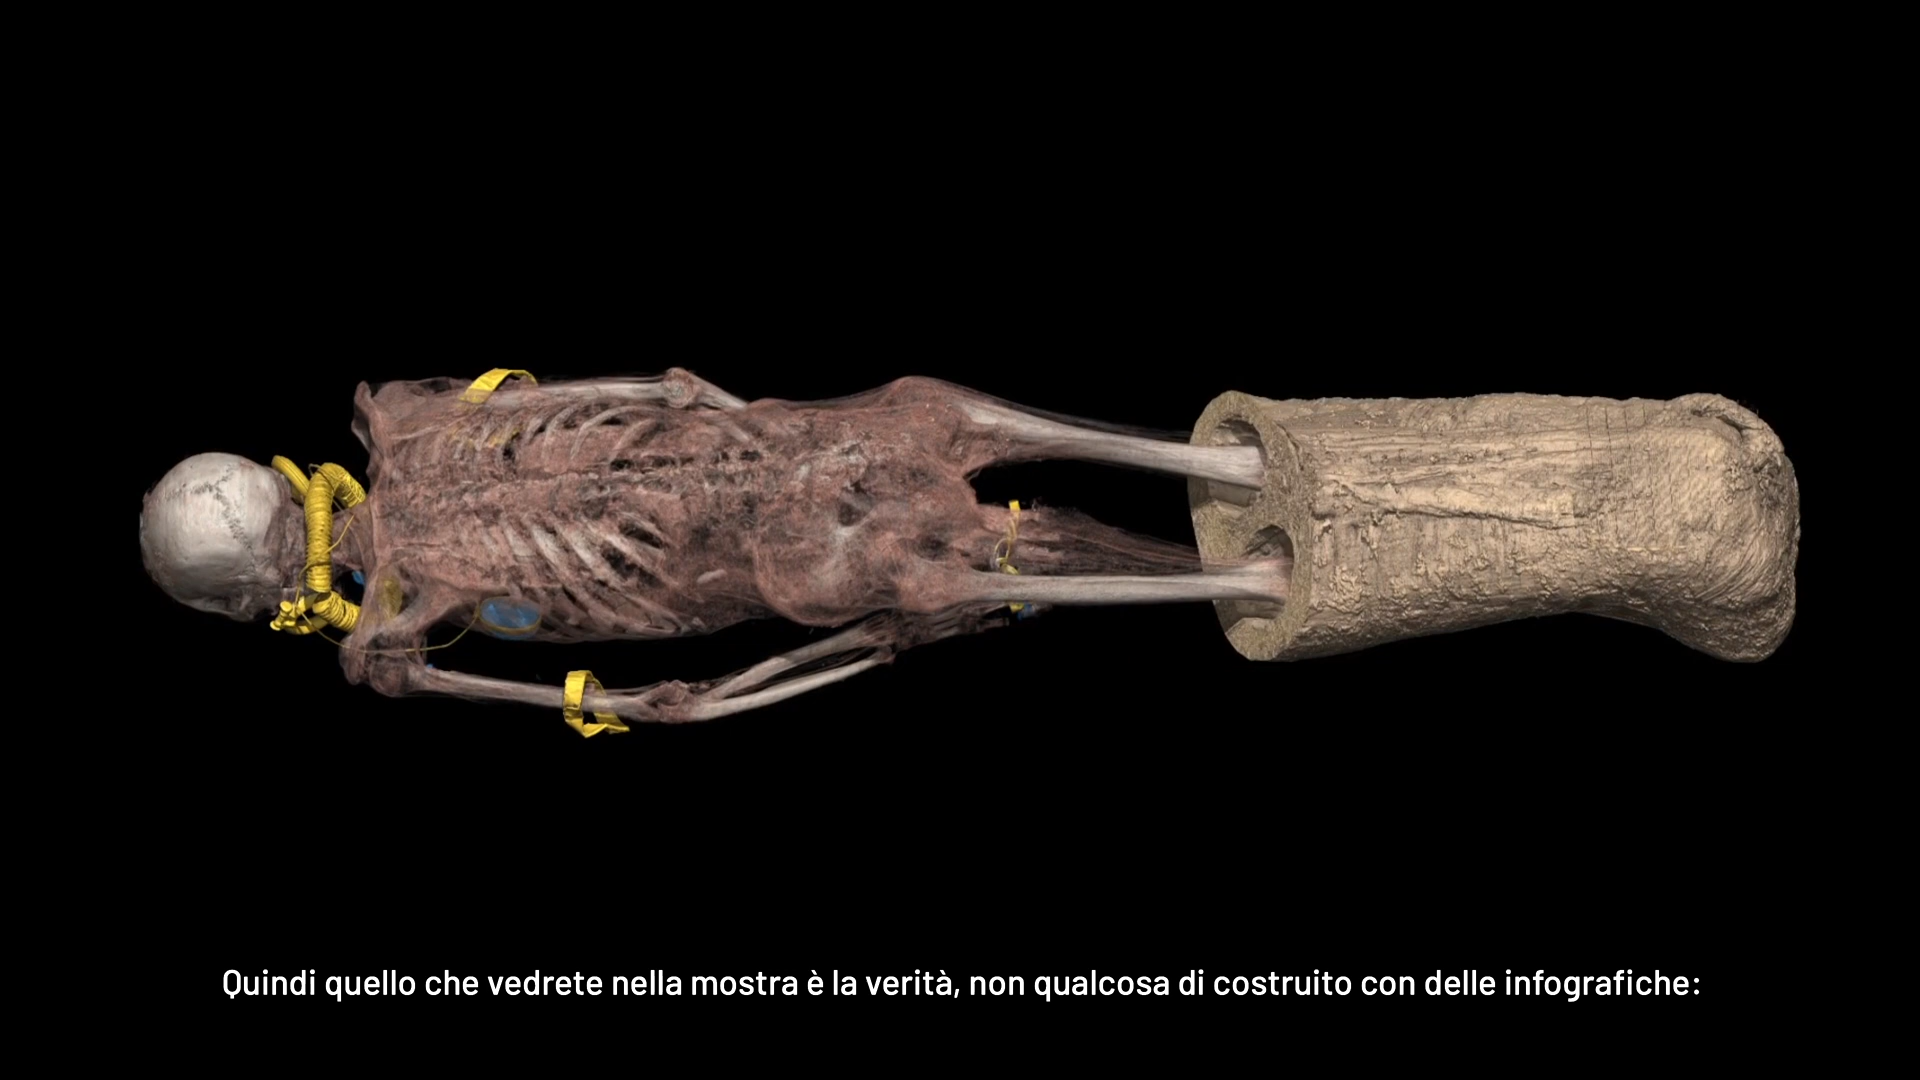 Quindi quello che vedrete nella mostra è la verità, non qualcosa di costruito con delle infografiche: